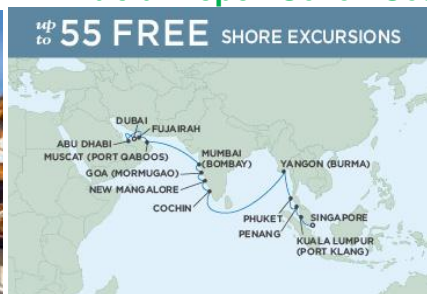 up to 55 FREE SHORE EXCURSIONS
DUBAI
FUJAIRAH
ABU DHABI
MUSCAT (PORT QABOOS)
MUMBAI
(BOMBAY)
GOA (MORMUGAO)
YANGON (BURMA)
NEW MANGALORE
COCHIN
PHUKET
SINGAPORE
PENANG
KUALA LUMPUR
(PORT KLANG)